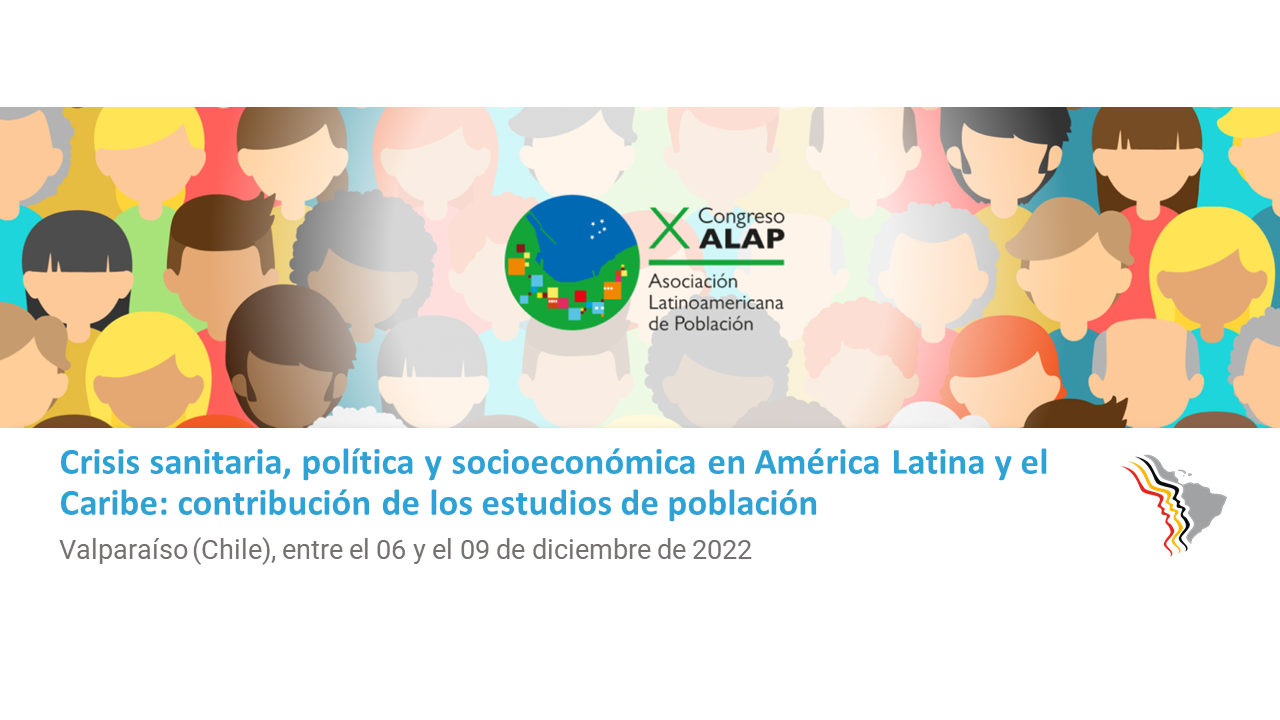 X Congreso
ALAP
Asociación
Latinoamericana
de Población
Crisis sanitaria, política y socioeconómica en América Latina y el
Caribe: contribución de los estudios de población
Valparaíso (Chile), entre el 06 y el 09 de diciembre de 2022